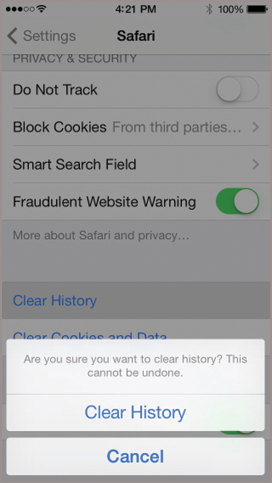 4:21 PM 100%
Settings Safari
PRIVACY & SECURITY
Do Not Track
Block Cookies From third parties...
Smart Search Field
Fraudulent Website Warning
More about Safari and privacy...
Clear History
Clear Cookies and Data
Are you sure you want to clear history? This
cannot be undone.
Clear History
Cancel